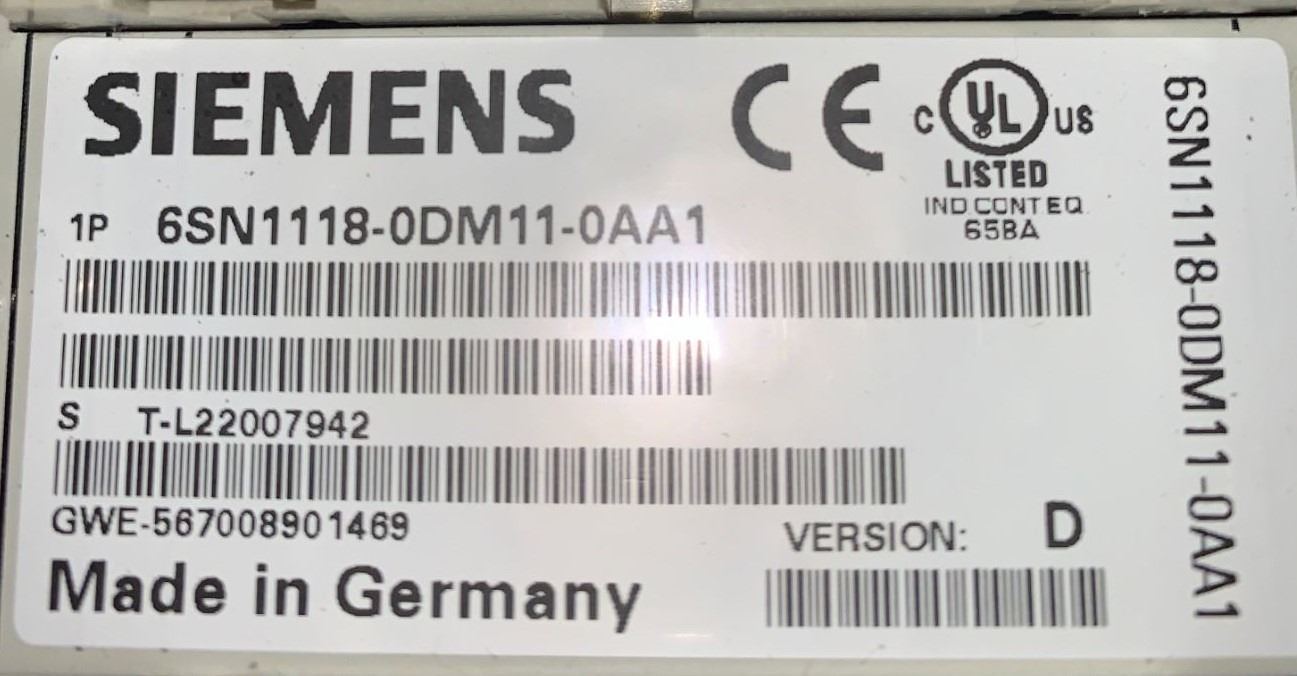 SIEMENS
CE
C UL US
LISTED
IND CONT EQ
65BA
1P 6SN1118-0DM11-0AA1
S T-L22007942
GWE-567008901469
VERSION: D
Made in Germany
6SN1118-0DM11-0AA1